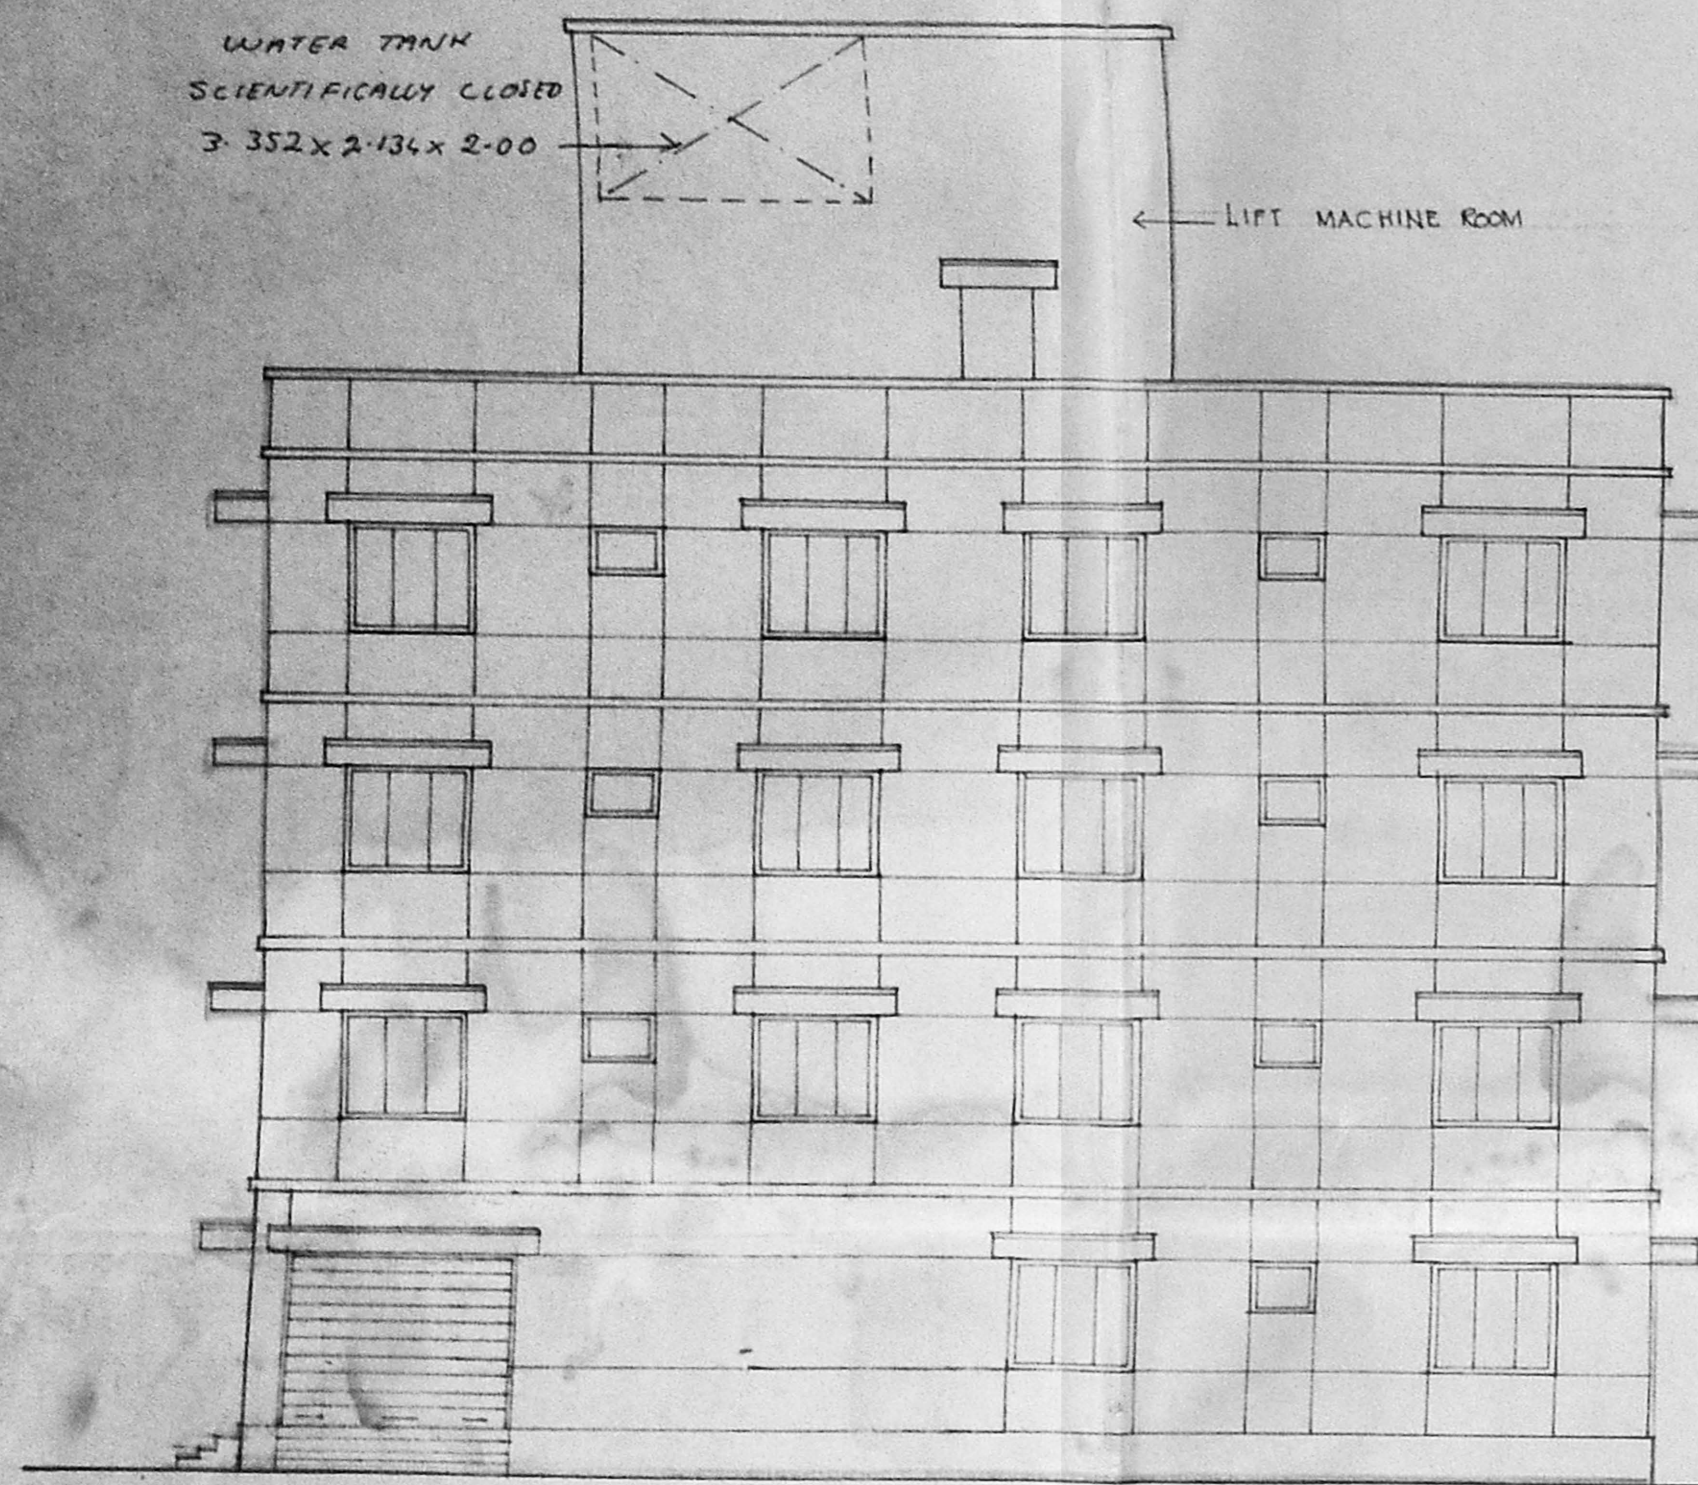 WATER TANK
SCIENTIFICALLY CLOSED
3.352 x 2.134 x 2.00
LIFT MACHINE ROOM